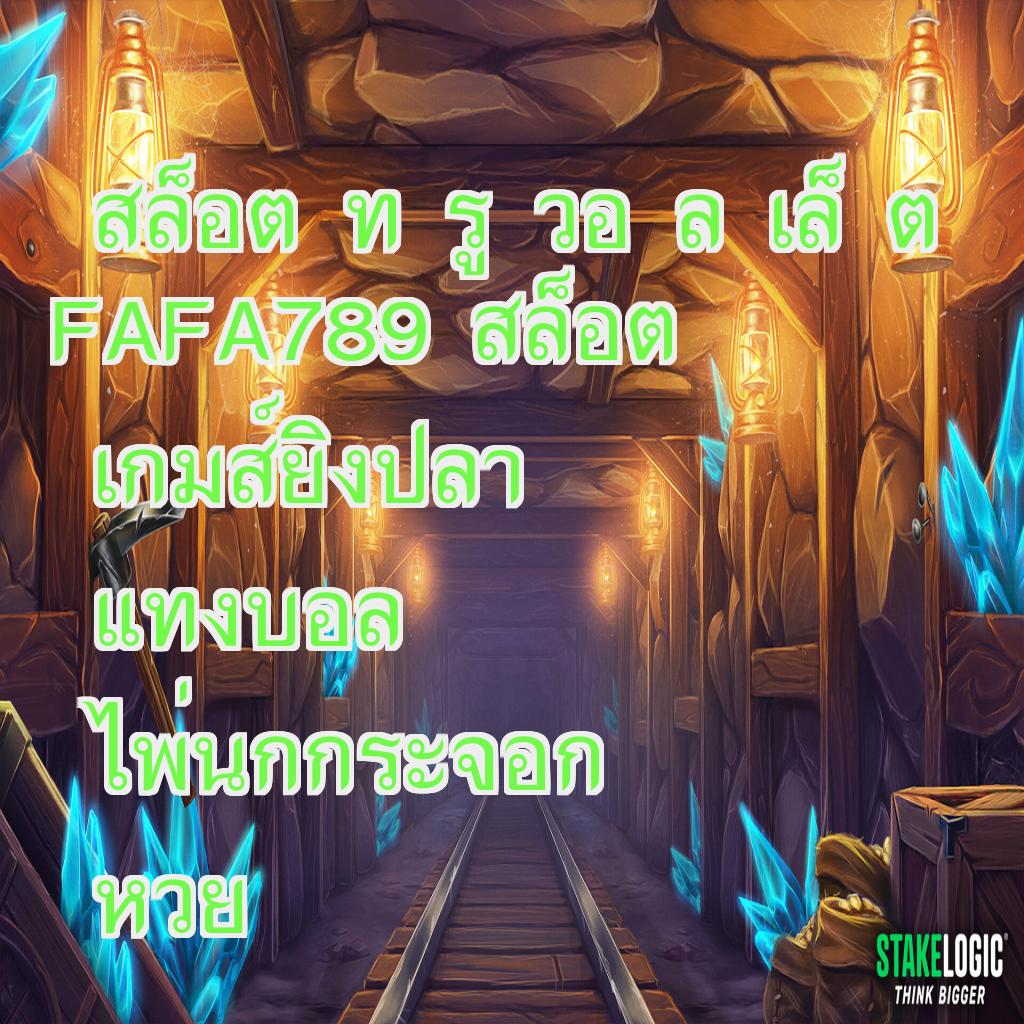 สล็อต ท รู วอ ล เล็ ต
FAFA789 สล็อต
เกมส์ยิงปลา
แทงบอล
ไพ่นกกระจอก
หวย
STAKELOGIC
THINK BIGGER